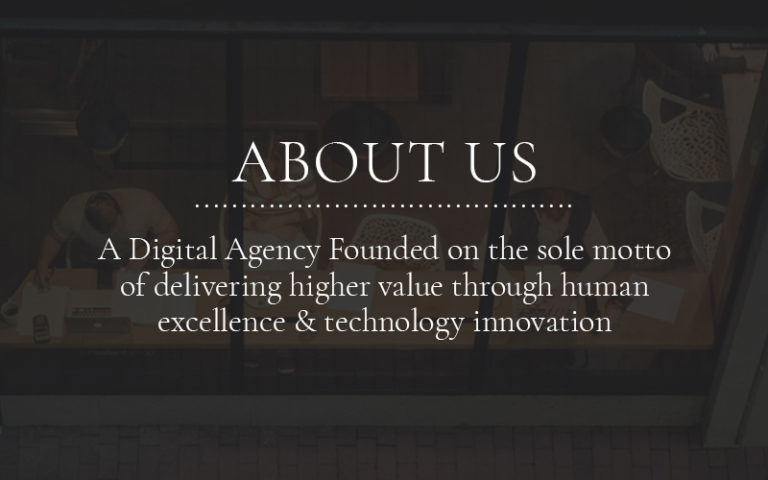 ABOUT US
A Digital Agency Founded on the sole motto
of delivering higher value through human
excellence & technology innovation